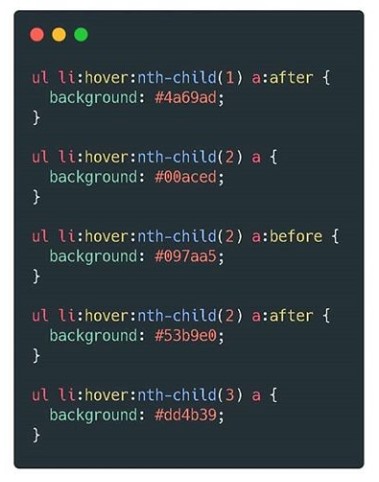 ul li:hover:nth-child(1) a:after {
  background: #4a69ad;
}
ul li:hover:nth-child(2) a {
  background: #00aced;
}
ul li:hover:nth-child(2) a:before {
  background: #097aa5;
}
ul li:hover:nth-child(2) a:after {
  background: #53b9e0;
}
ul li:hover:nth-child(3) a {
  background: #dd4b39;
}